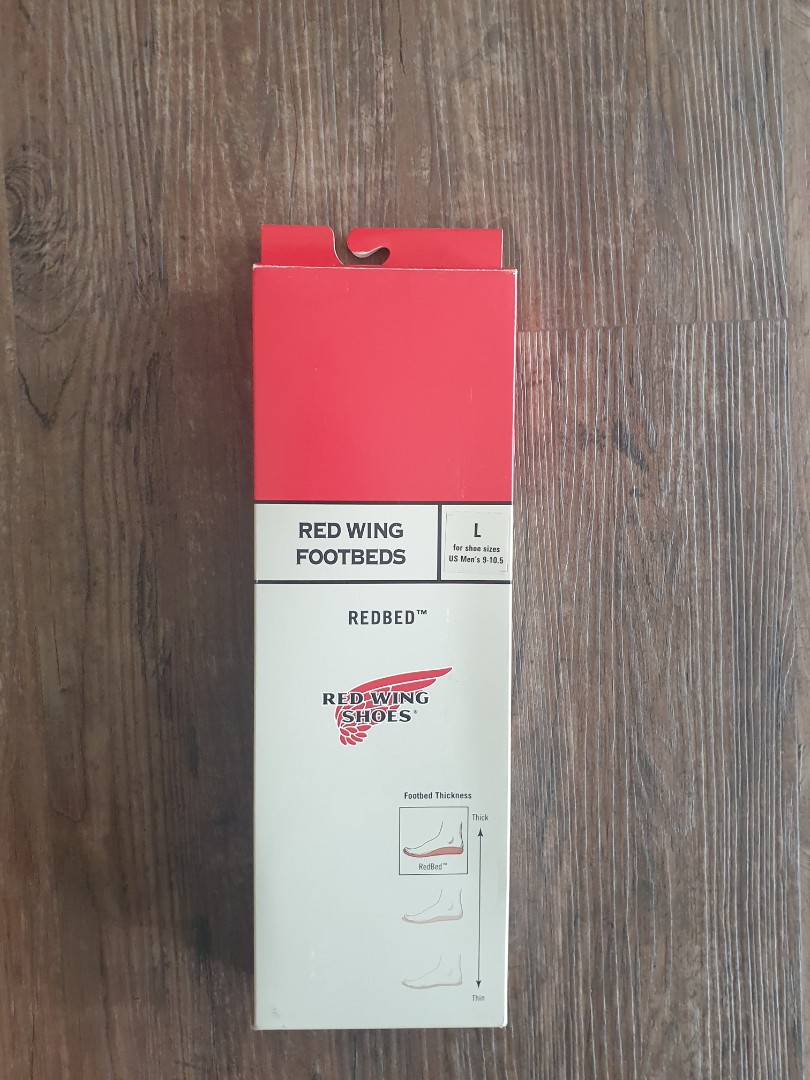 RED WING
FOOTBEDS
L
for shoe sizes
US Men's 9-10.5
REDBED™
RED WING
SHOES®
Footbed Thickness
Thick
RedBed™
Thin